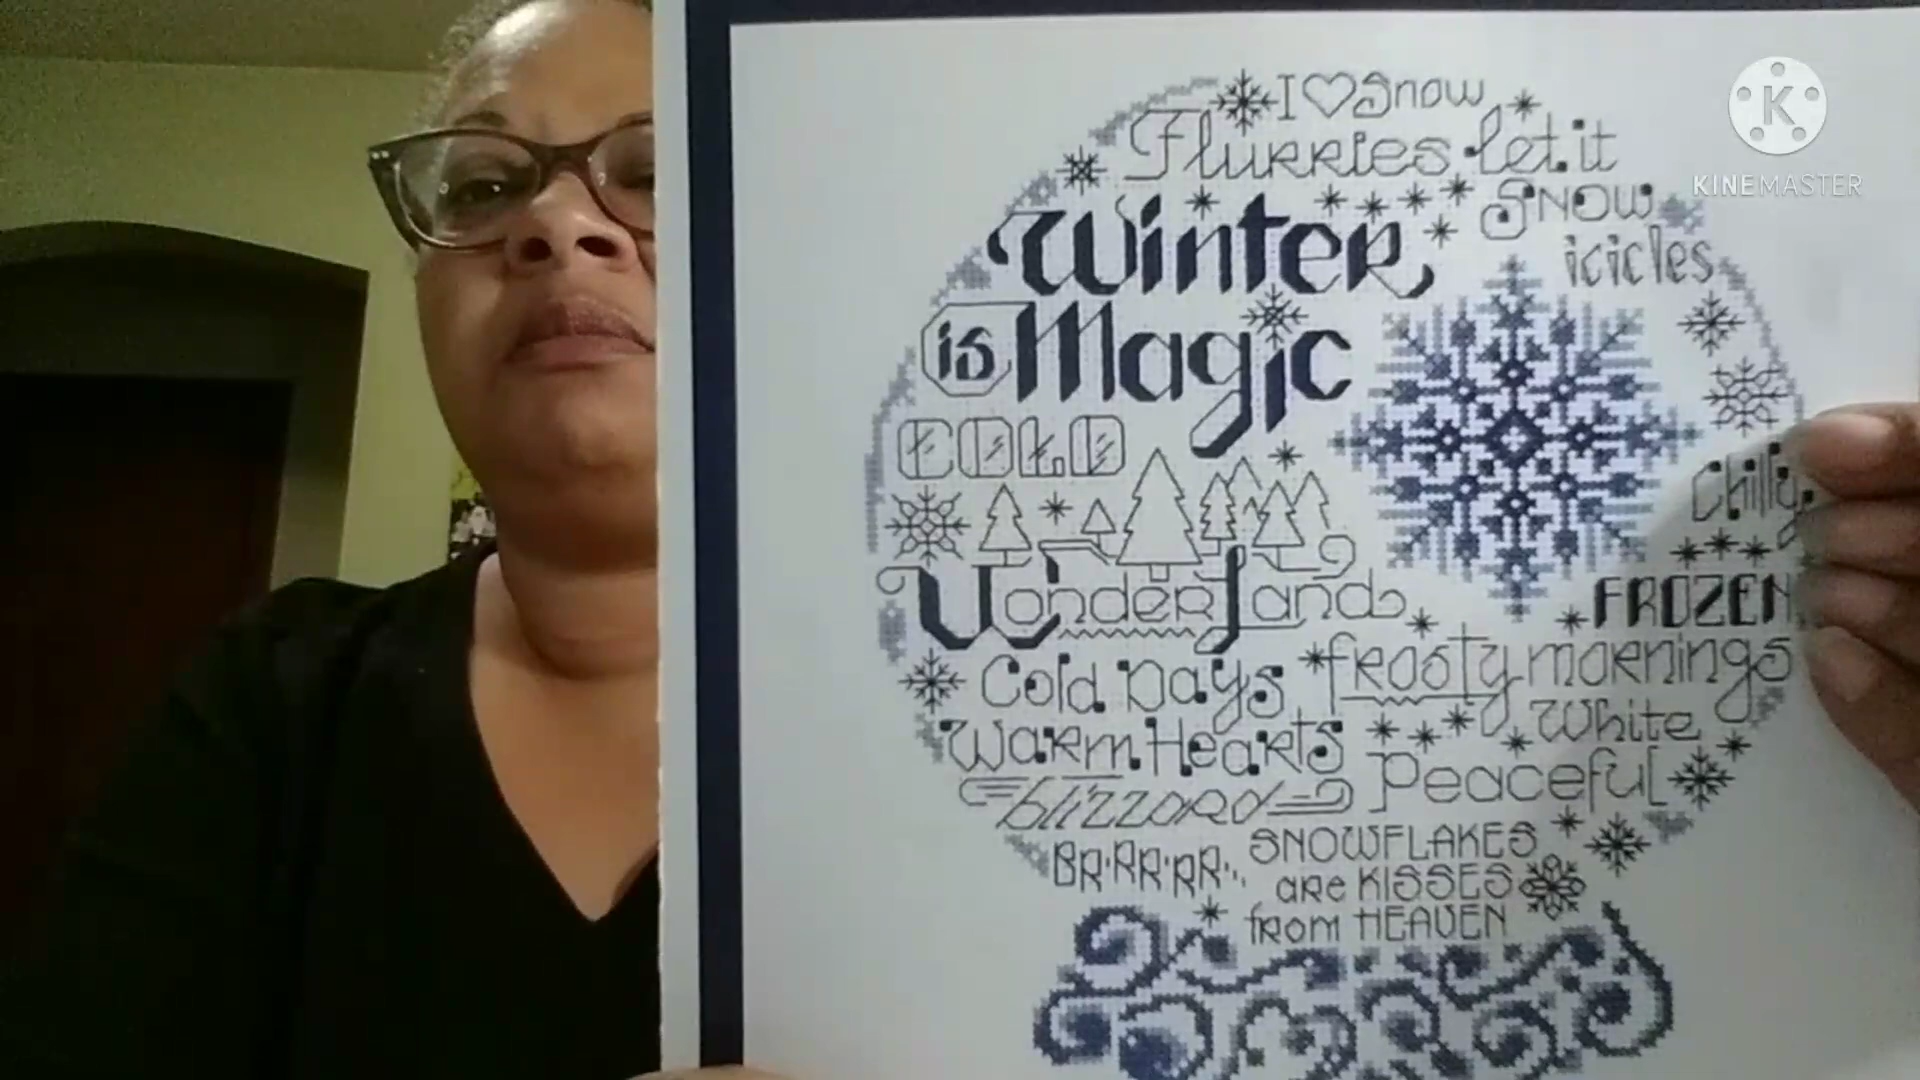 I ♡ Snow
Flurries let it
Snow
Winter
icicles
is Magic
COLD
Chilly
Wonderland
FROZEN
Cold Days
frosty mornings
Warm Hearts
White
Peaceful
blizzard
BR·RR·RR...
SNOWFLAKES
are KISSES
from HEAVEN
K
KINEMASTER